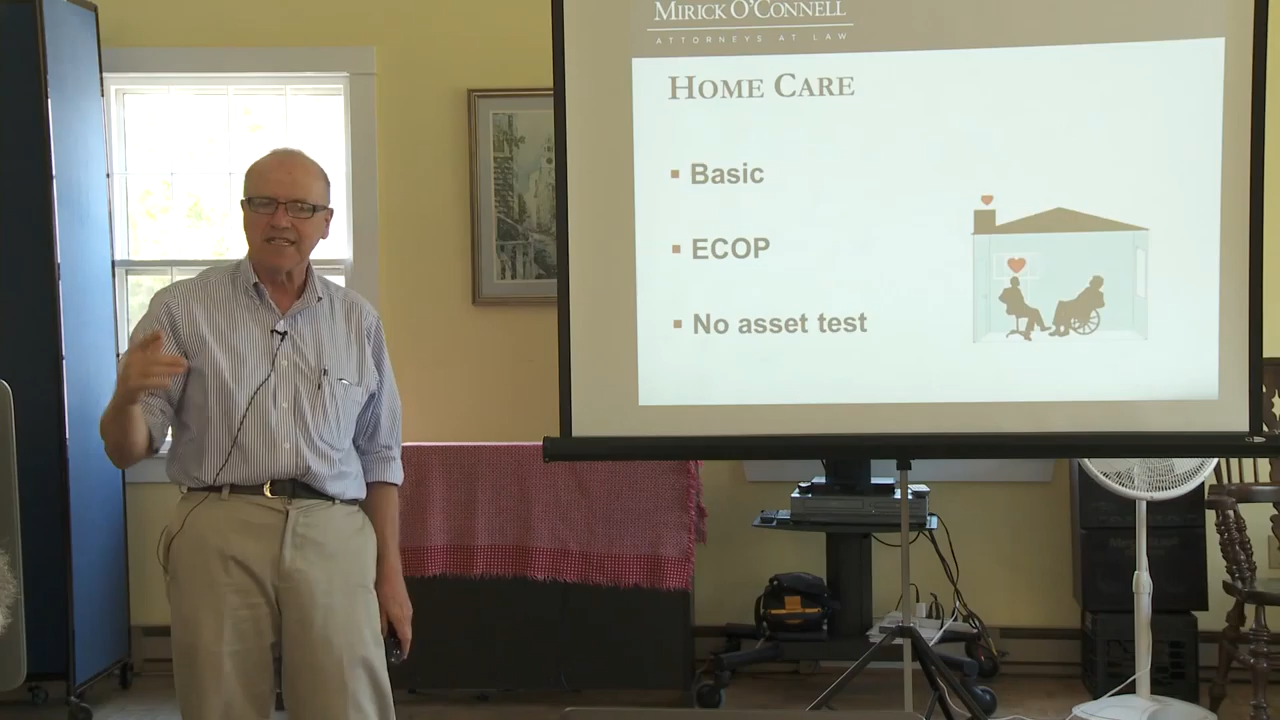 MIRICK O'CONNELL
ATTORNEYS AT LAW
HOME CARE
Basic
ECOP
No asset test